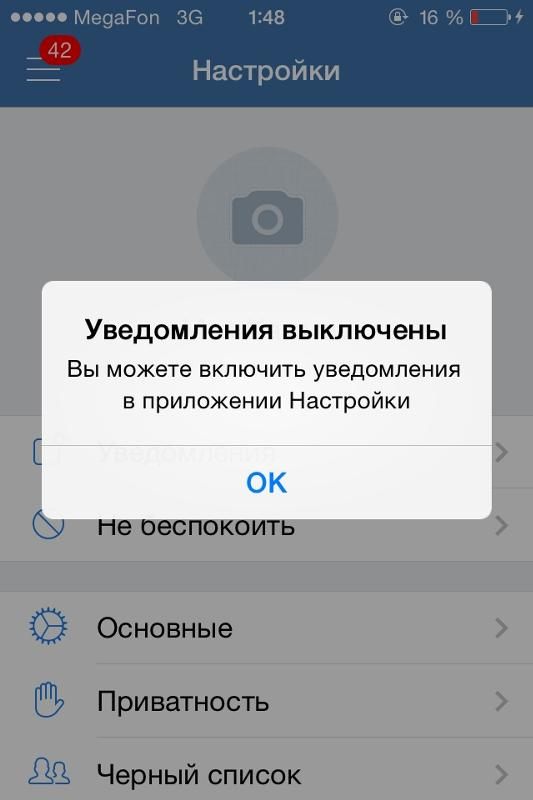 MegaFon 3G 1:48 16 %
42
Настройки
Уведомления выключены
Вы можете включить уведомления
в приложении Настройки
Уведомления
OK
Не беспокоить
Основные
Приватность
Черный список